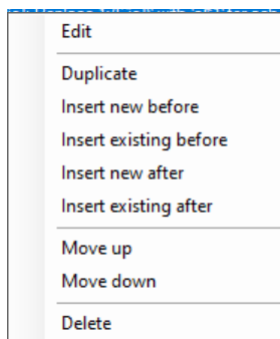 Edit
Duplicate
Insert new before
Insert existing before
Insert new after
Insert existing after
Move up
Move down
Delete